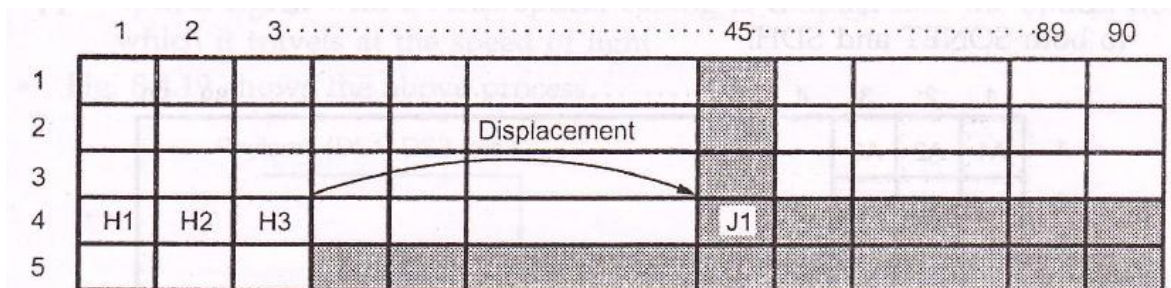 1 2 3 ........ 45 ........ 89 90
1
2 Displacement
3
4 H1 H2 H3 J1
5